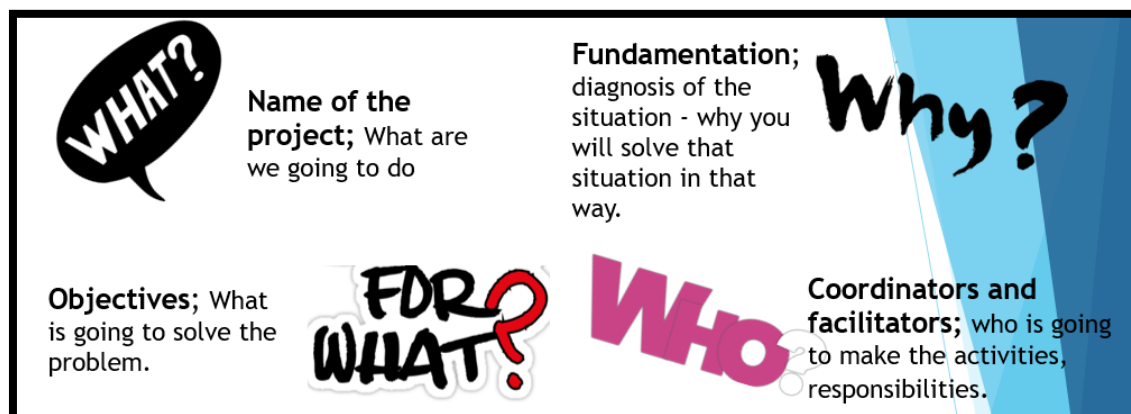 WHAT?
Name of the
project; What are
we going to do
Fundamentation;
diagnosis of the
situation - why you
will solve that
situation in that
way.
Why?
Objectives; What
is going to solve the
problem.
FOR
WHAT?
WHO?
Coordinators and
facilitators; who is going
to make the activities,
responsibilities.